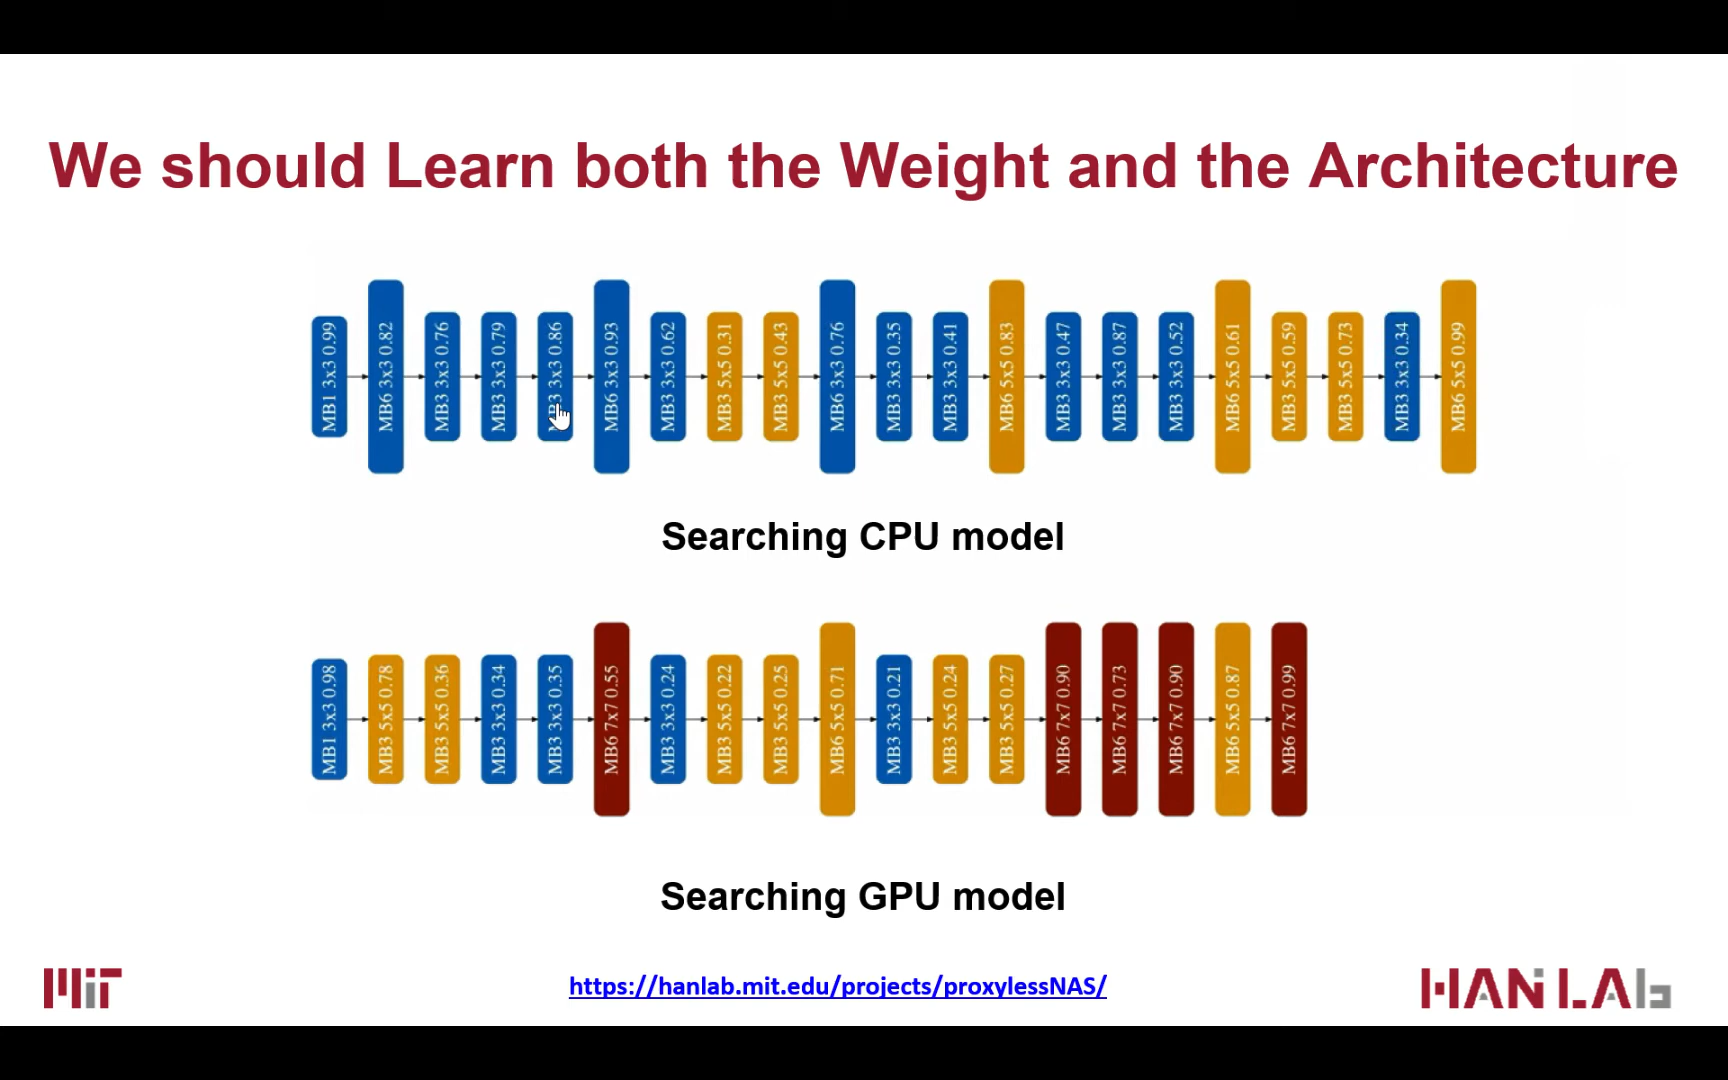 We should Learn both the Weight and the Architecture
MB1 3x3 0.99
MB6 3x3 0.82
MB3 3x3 0.76
MB3 3x3 0.79
MB3 3x3 0.86
MB6 3x3 0.93
MB3 3x3 0.62
MB3 5x5 0.31
MB3 5x5 0.43
MB6 3x3 0.76
MB3 3x3 0.35
MB3 3x3 0.41
MB6 5x5 0.83
MB3 3x3 0.47
MB3 3x3 0.87
MB3 3x3 0.52
MB6 5x5 0.61
MB3 5x5 0.59
MB3 5x5 0.73
MB3 3x3 0.34
MB6 5x5 0.99
Searching CPU model
MB1 3x3 0.98
MB3 5x5 0.78
MB3 5x5 0.36
MB3 3x3 0.34
MB3 3x3 0.35
MB6 7x7 0.55
MB3 3x3 0.24
MB3 5x5 0.22
MB3 5x5 0.25
MB6 5x5 0.71
MB3 3x3 0.21
MB3 5x5 0.24
MB3 5x5 0.27
MB6 7x7 0.90
MB6 7x7 0.73
MB6 7x7 0.90
MB6 5x5 0.87
MB6 7x7 0.99
Searching GPU model
MiT
https://hanlab.mit.edu/projects/proxylessNAS/
HAN LAb